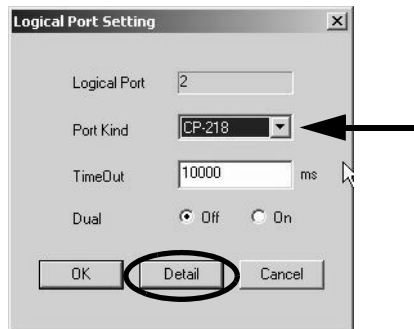 Logical Port Setting
Logical Port 2
Port Kind CP-218
TimeOut 10000 ms
Dual Off On
OK Detail Cancel